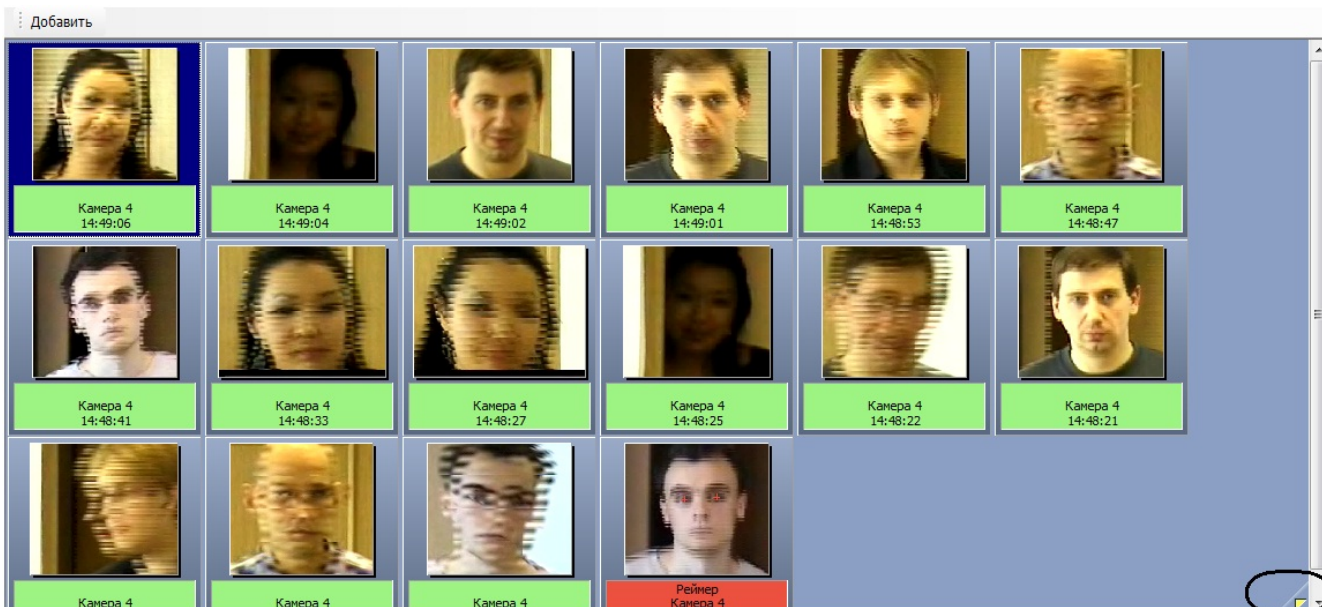 Добавить
Камера 4
14:49:06
Камера 4
14:49:04
Камера 4
14:49:02
Камера 4
14:49:01
Камера 4
14:48:53
Камера 4
14:48:47
Камера 4
14:48:41
Камера 4
14:48:33
Камера 4
14:48:27
Камера 4
14:48:25
Камера 4
14:48:22
Камера 4
14:48:21
Камера 4
Камера 4
Камера 4
Реймер
Камера 4